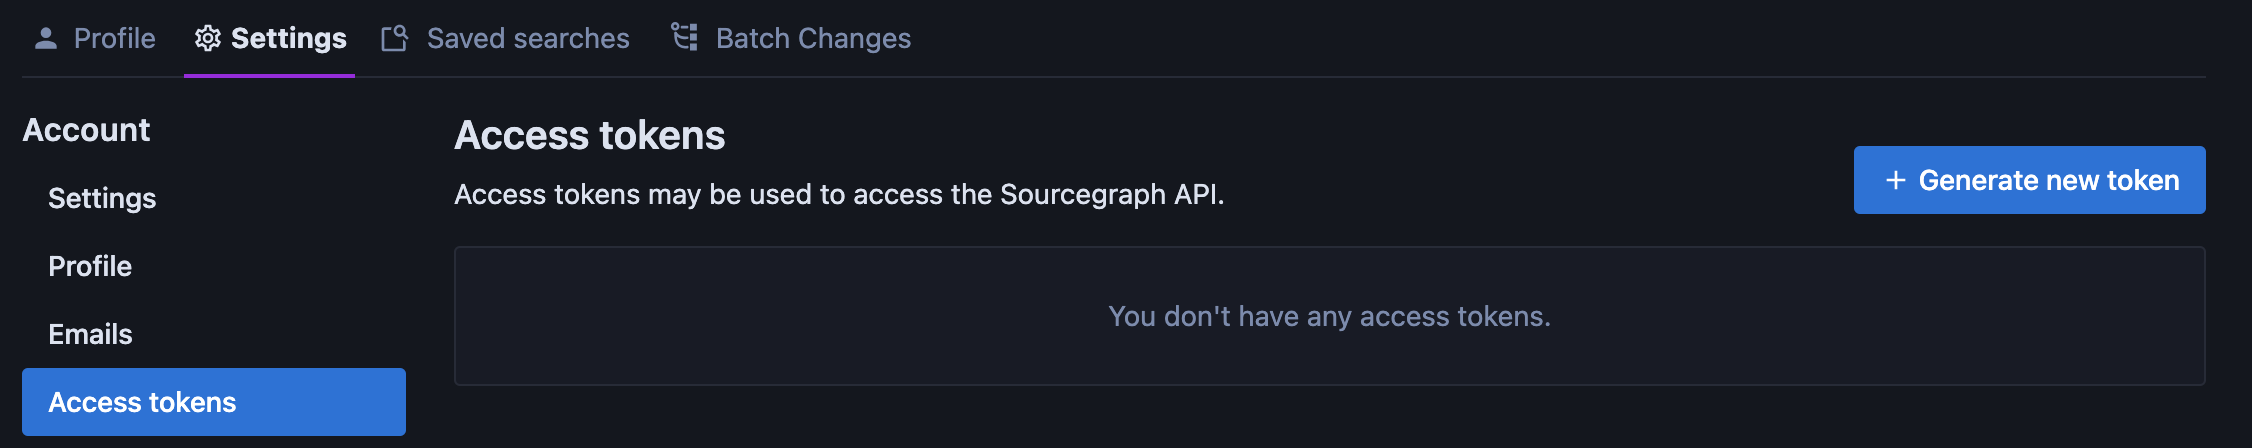 Profile Settings Saved searches Batch Changes
Account
Settings
Profile
Emails
Access tokens
Access tokens
Access tokens may be used to access the Sourcegraph API.
+ Generate new token
You don't have any access tokens.